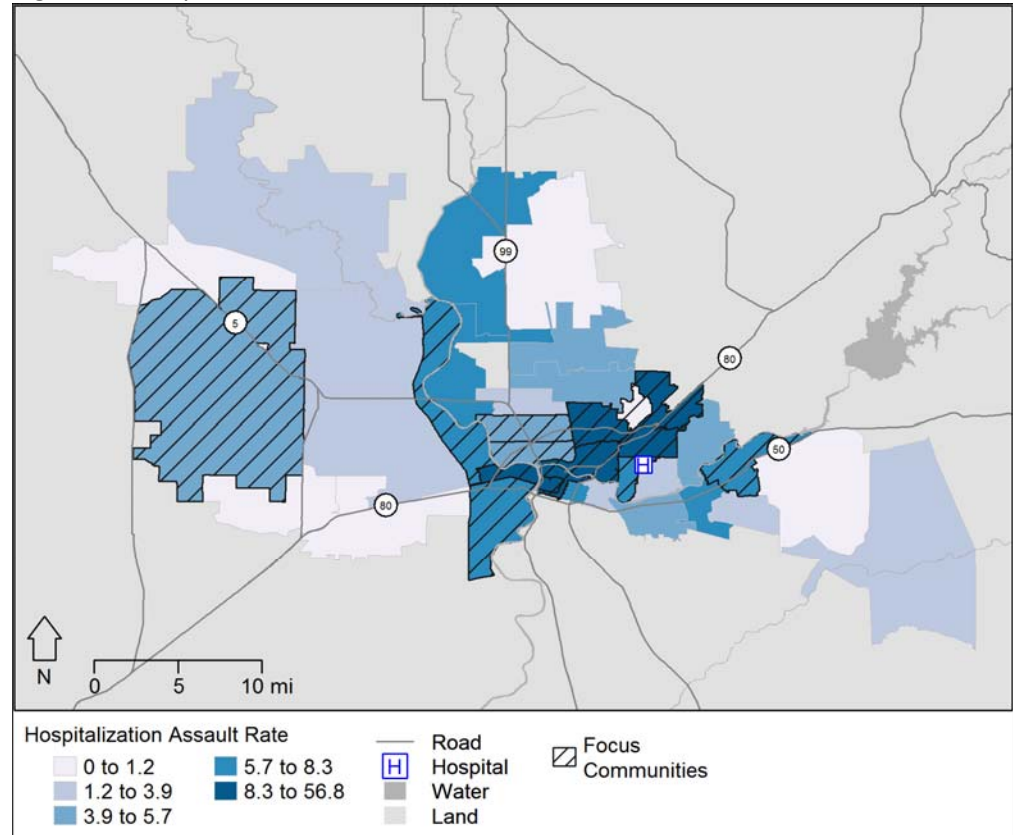 99
5
80
50
H
80
N
0 5 10 mi
Hospitalization Assault Rate
0 to 1.2
1.2 to 3.9
3.9 to 5.7
5.7 to 8.3
8.3 to 56.8
Road
H Hospital
Water
Land
Focus
Communities